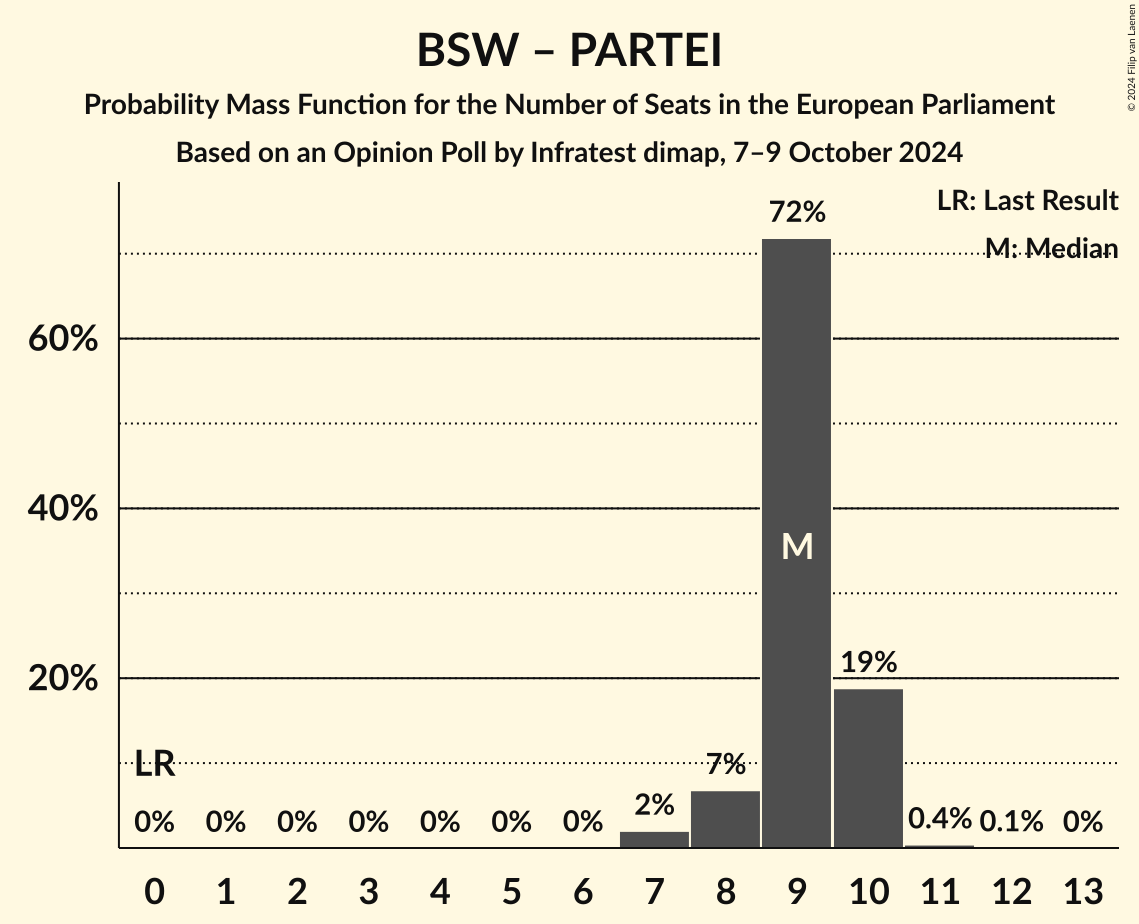 BSW – PARTEI
Probability Mass Function for the Number of Seats in the European Parliament
Based on an Opinion Poll by Infratest dimap, 7–9 October 2024
© 2024 Filip van Laenen
LR: Last Result
M: Median
72%
60%
40%
M
20%
19%
LR
7%
2%
0% 0% 0% 0% 0% 0% 0% 0.4% 0.1% 0%
0 1 2 3 4 5 6 7 8 9 10 11 12 13